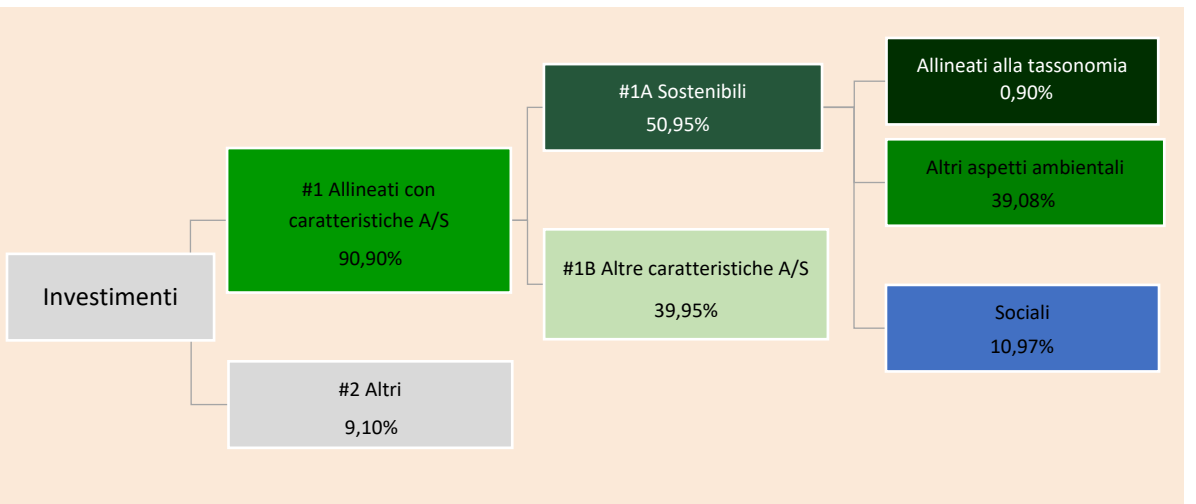 Investimenti
#1 Allineati con
caratteristiche A/S
90,90%
#2 Altri
9,10%
#1A Sostenibili
50,95%
#1B Altre caratteristiche A/S
39,95%
Allineati alla tassonomia
0,90%
Altri aspetti ambientali
39,08%
Sociali
10,97%